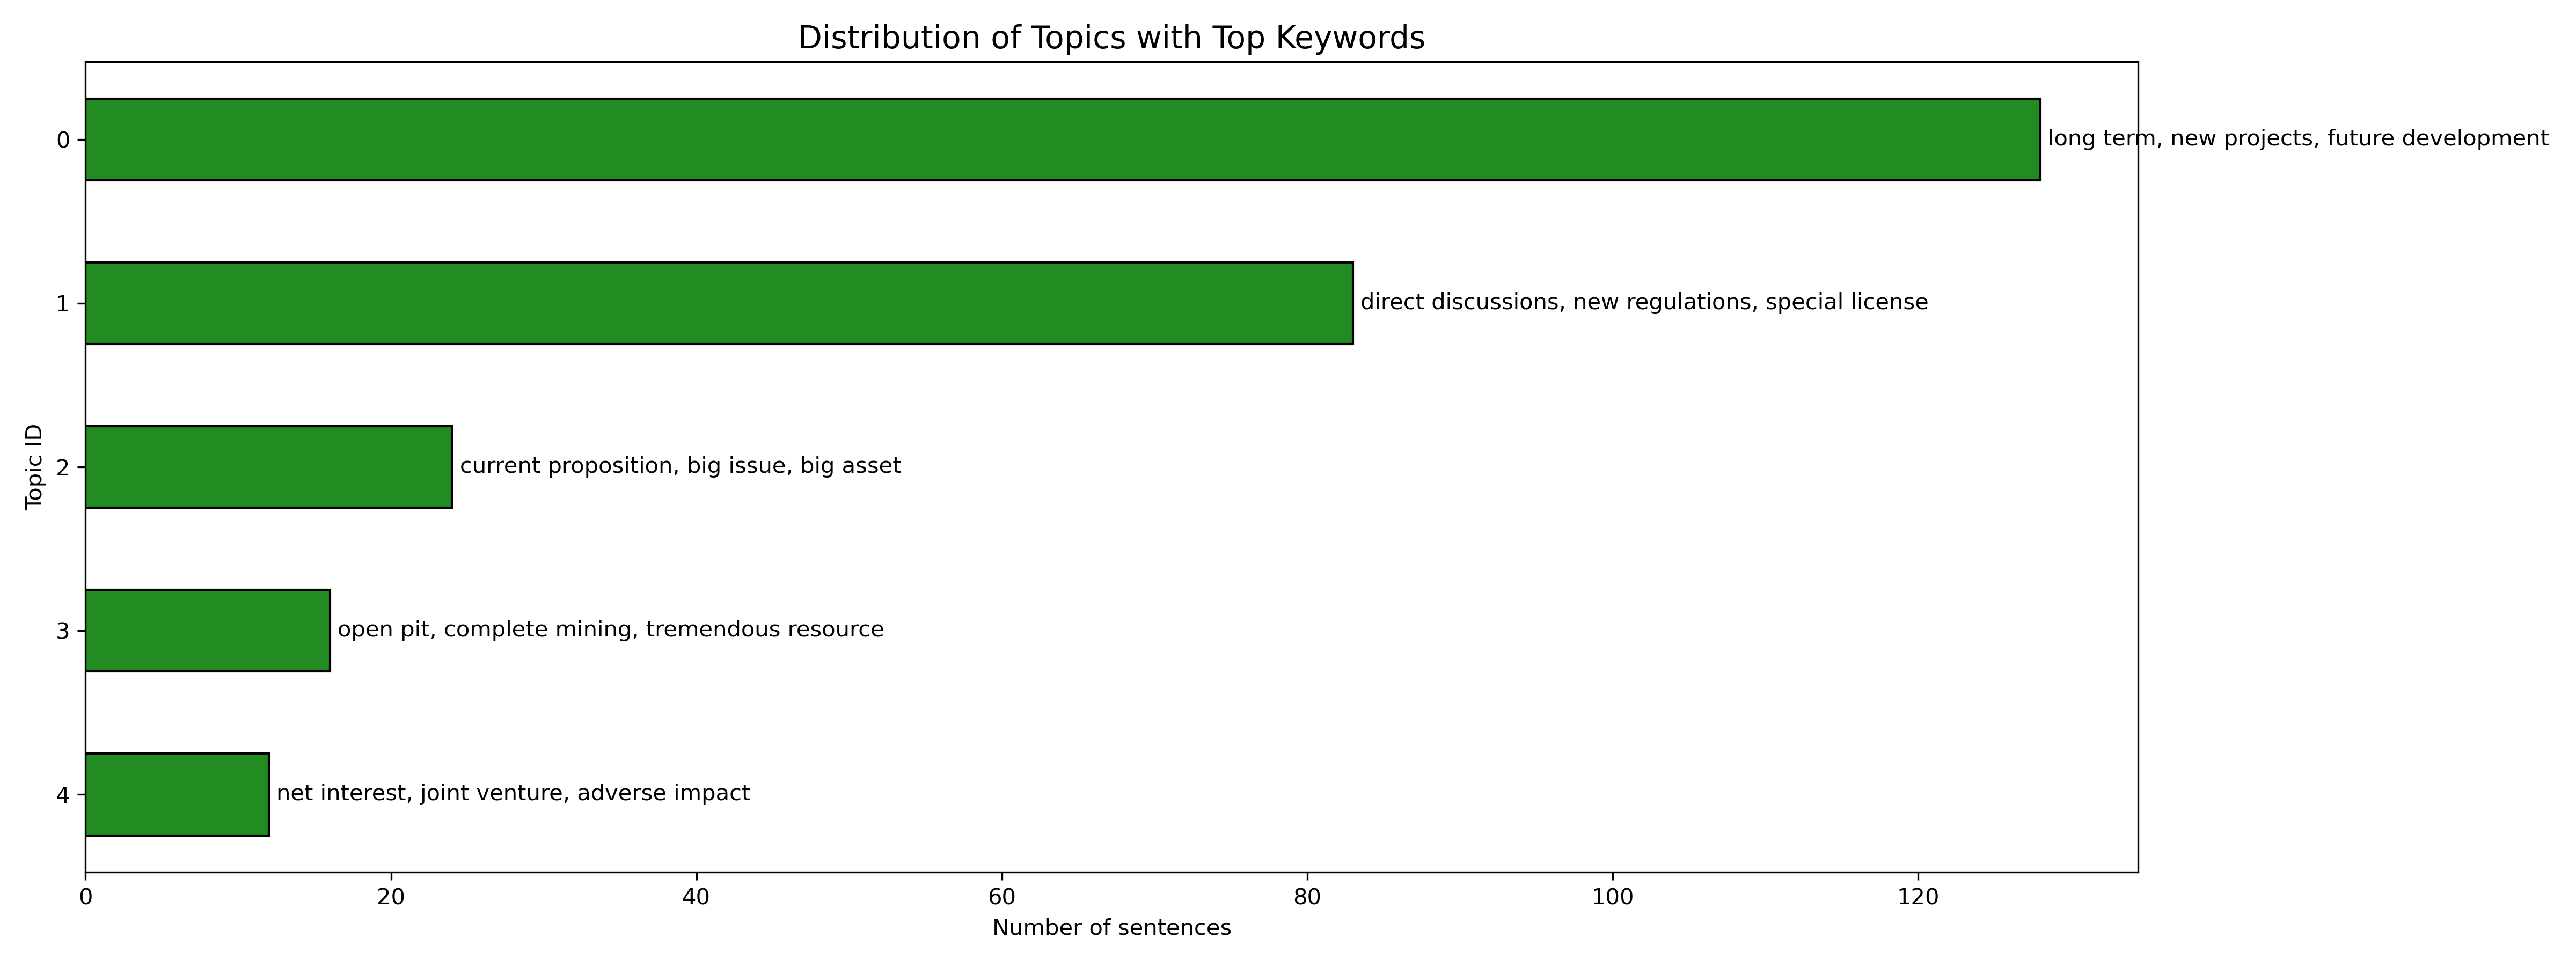 Distribution of Topics with Top Keywords
0
long term, new projects, future development
1
direct discussions, new regulations, special license
Topic ID
2
current proposition, big issue, big asset
3
open pit, complete mining, tremendous resource
4
net interest, joint venture, adverse impact
0 20 40 60 80 100 120
Number of sentences